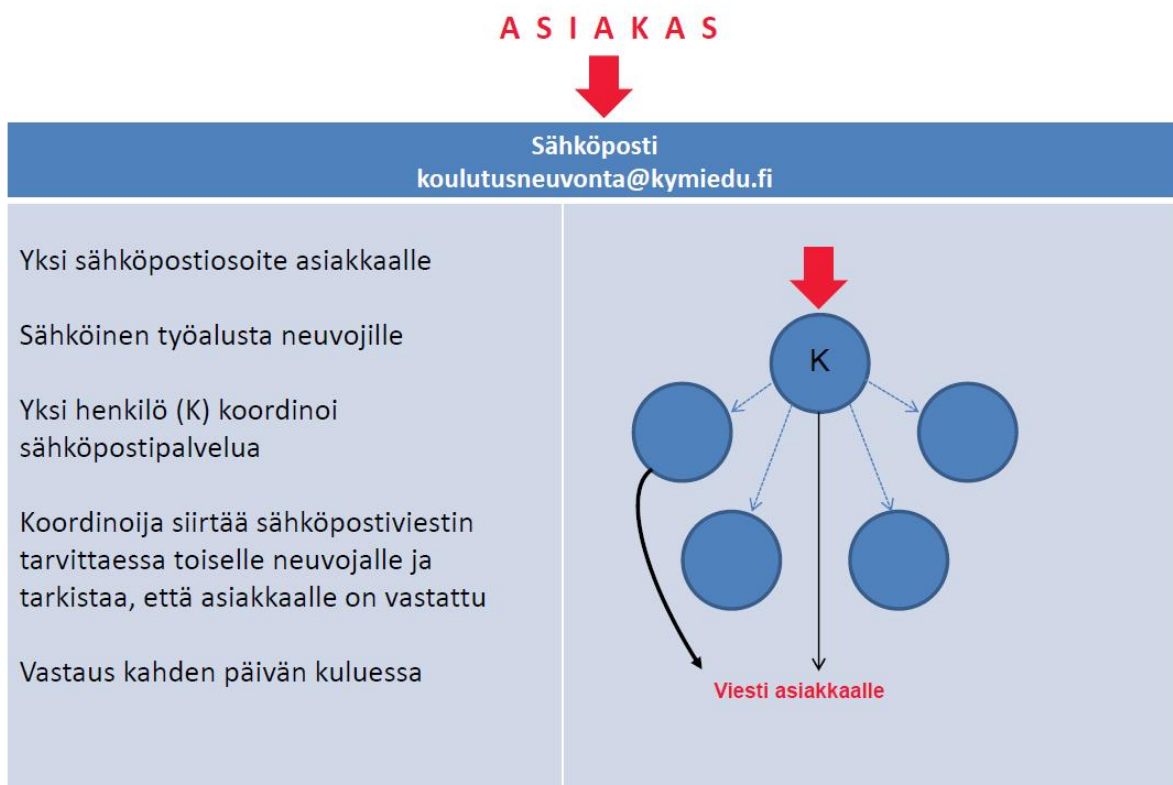 ASIAKAS
Sähköposti
koulutusneuvonta@kymiedu.fi
Yksi sähköpostiosoite asiakkaalle
Sähköinen työalusta neuvojille
Yksi henkilö (K) koordinoi
sähköpostipalvelua
Koordinoija siirtää sähköpostiviestin
tarvittaessa toiselle neuvojalle ja
tarkistaa, että asiakkaalle on vastattu
Vastaus kahden päivän kuluessa
K
Viesti asiakkaalle